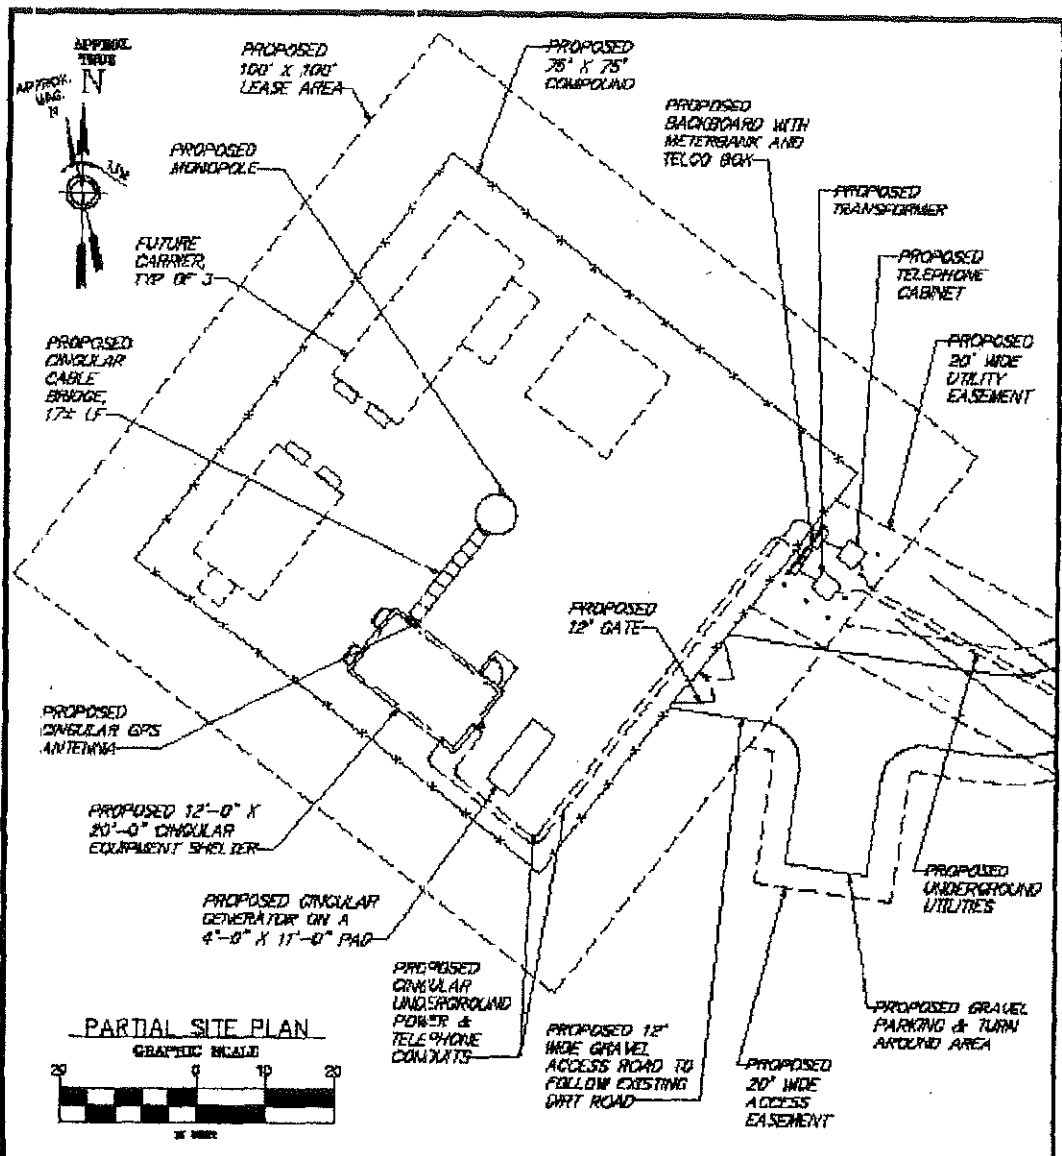 APPROX.
TRUE
N
APPROX.
MAG.
N
PROPOSED
100' X 100'
LEASE AREA
PROPOSED
75' X 75'
COMPOUND
PROPOSED
BACKBOARD WITH
METERBANK AND
TELCO BOX
PROPOSED
MONOPOLE
PROPOSED
TRANSFORMER
FUTURE
CARRIER,
TYP OF 3
PROPOSED
TELEPHONE
CABINET
PROPOSED
CINGULAR
CABLE
BRIDGE,
17± LF
PROPOSED
20' WIDE
UTILITY
EASEMENT
PROPOSED
12' GATE
PROPOSED
CINGULAR GPS
ANTENNA
PROPOSED 12'-0" X
20'-0" CINGULAR
EQUIPMENT SHELTER
PROPOSED
UNDERGROUND
UTILITIES
PROPOSED CINGULAR
GENERATOR ON A
4'-0" X 11'-0" PAD
PROPOSED
CINGULAR
UNDERGROUND
POWER &
TELEPHONE
CONDUITS
PROPOSED 12'
WIDE GRAVEL
ACCESS ROAD TO
FOLLOW EXISTING
DIRT ROAD
PROPOSED GRAVEL
PARKING & TURN
AROUND AREA
PROPOSED
20' WIDE
ACCESS
EASEMENT
PARTIAL SITE PLAN
GRAPHIC SCALE
20 0 10 20